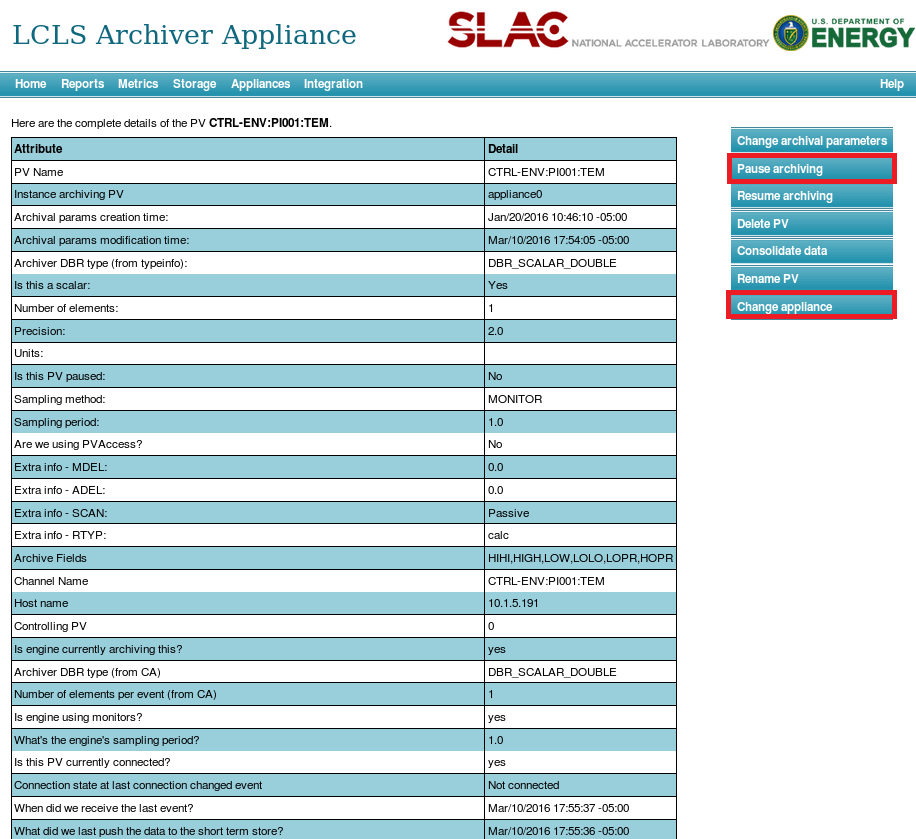 LCLS Archiver Appliance
SLAC NATIONAL ACCELERATOR LABORATORY
U.S. DEPARTMENT OF
ENERGY
Home Reports Metrics Storage Appliances Integration Help
Here are the complete details of the PV CTRL-ENV:PI001:TEM.
Attribute Detail
PV Name CTRL-ENV:PI001:TEM
Instance archiving PV appliance0
Archival params creation time: Jan/20/2016 10:46:10 -05:00
Archival params modification time: Mar/10/2016 17:54:05 -05:00
Archiver DBR type (from typeinfo): DBR_SCALAR_DOUBLE
Is this a scalar: Yes
Number of elements: 1
Precision: 2.0
Units:
Is this PV paused: No
Sampling method: MONITOR
Sampling period: 1.0
Are we using PVAccess? No
Extra info - MDEL: 0.0
Extra info - ADEL: 0.0
Extra info - SCAN: Passive
Extra info - RTYP: calc
Archive Fields HIHI,HIGH,LOW,LOLO,LOPR,HOPR
Channel Name CTRL-ENV:PI001:TEM
Host name 10.1.5.191
Controlling PV 0
Is engine currently archiving this? yes
Archiver DBR type (from CA) DBR_SCALAR_DOUBLE
Number of elements per event (from CA) 1
Is engine using monitors? yes
What's the engine's sampling period? 1.0
Is this PV currently connected? yes
Connection state at last connection changed event Not connected
When did we receive the last event? Mar/10/2016 17:55:37 -05:00
What did we last push the data to the short term store? Mar/10/2016 17:55:36 -05:00
Change archival parameters
Pause archiving
Resume archiving
Delete PV
Consolidate data
Rename PV
Change appliance